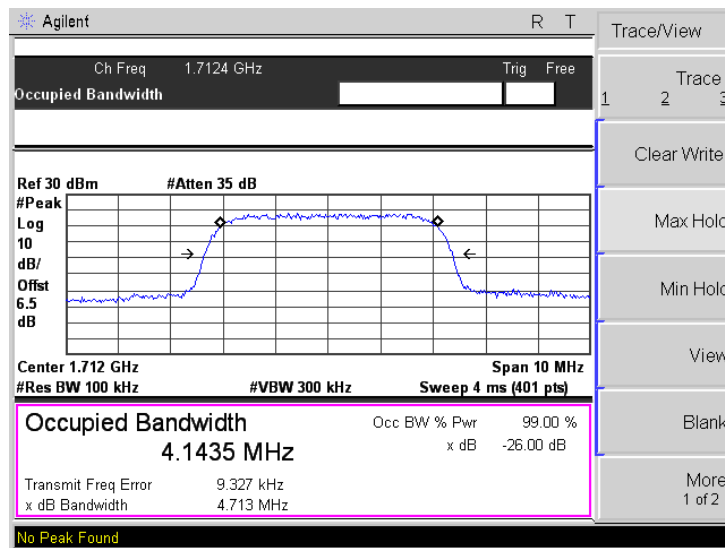 Agilent R T
Ch Freq 1.7124 GHz Trig Free
Occupied Bandwidth
Ref 30 dBm #Atten 35 dB
#Peak
Log
10
dB/
Offst
6.5
dB
Center 1.712 GHz Span 10 MHz
#Res BW 100 kHz #VBW 300 kHz Sweep 4 ms (401 pts)
Occupied Bandwidth Occ BW % Pwr 99.00 %
4.1435 MHz x dB -26.00 dB
Transmit Freq Error 9.327 kHz
x dB Bandwidth 4.713 MHz
No Peak Found
Trace/View
Trace
1 2 3
Clear Write
Max Hold
Min Hold
View
Blank
More
1 of 2